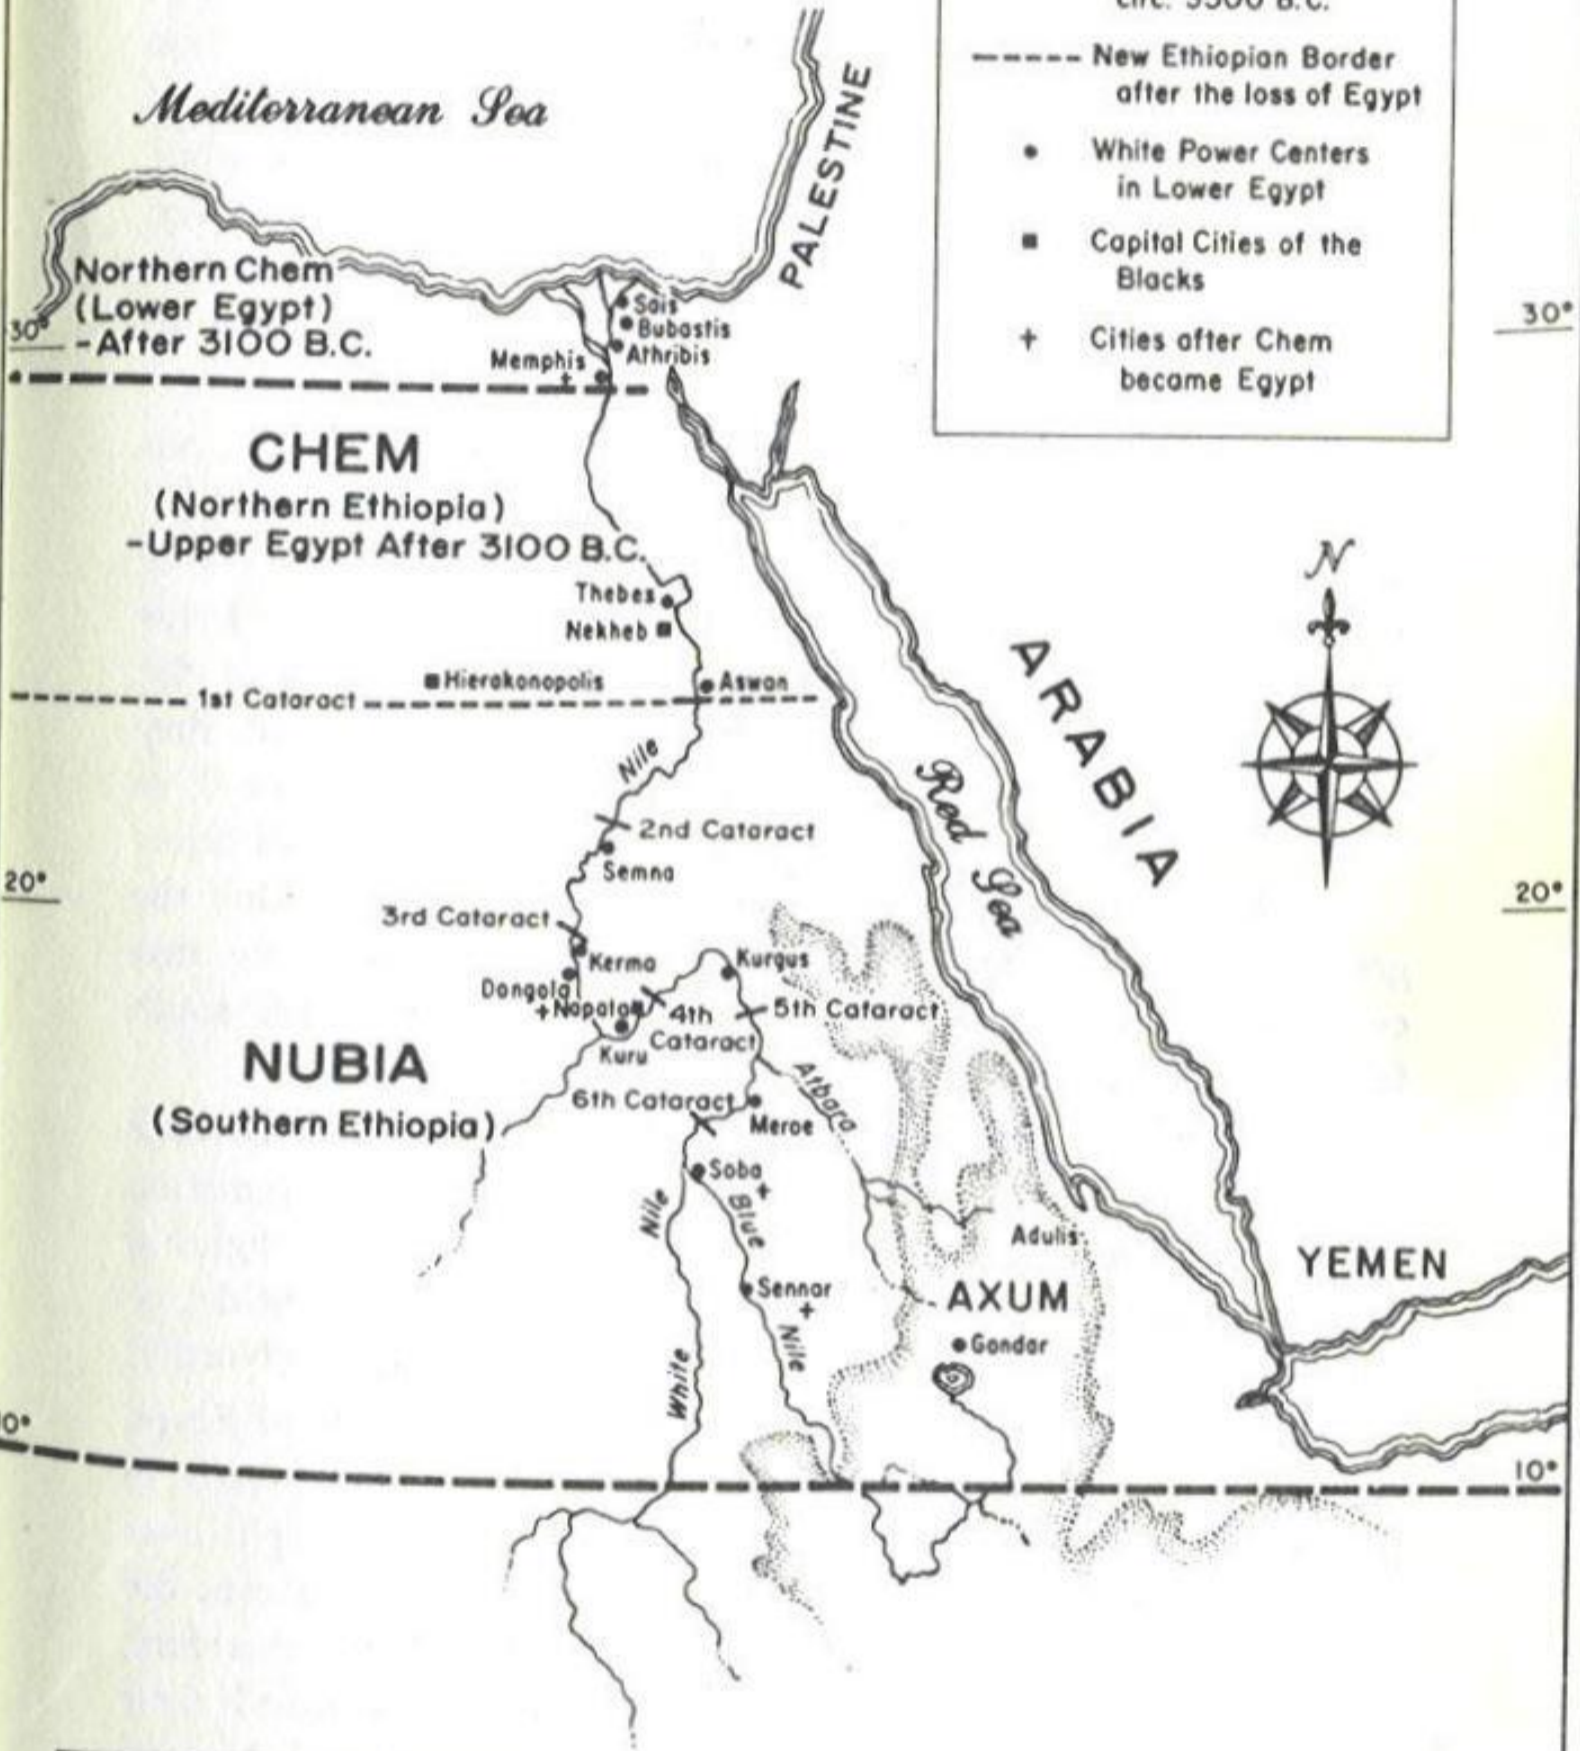 circ. 3500 B.C.
New Ethiopian Border
after the loss of Egypt
White Power Centers
in Lower Egypt
Capital Cities of the
Blacks
Cities after Chem
became Egypt
Mediterranean Sea
PALESTINE
Northern Chem
(Lower Egypt)
-After 3100 B.C.
30°
30°
Sais
Bubastis
Athribis
Memphis
CHEM
(Northern Ethiopia)
-Upper Egypt After 3100 B.C.
Thebes
Nekheb
Hierakonopolis
Aswan
1st Cataract
N
ARABIA
Red Sea
Nile
2nd Cataract
Semna
20°
20°
3rd Cataract
Kerma
Kurgus
Dongola
Napata
4th
Cataract
5th Cataract
Kuru
NUBIA
(Southern Ethiopia)
6th Cataract
Meroe
Atbara
Soba
Nile
Blue
Adulis
YEMEN
Sennar
AXUM
Nile
Gondar
White
0°
10°